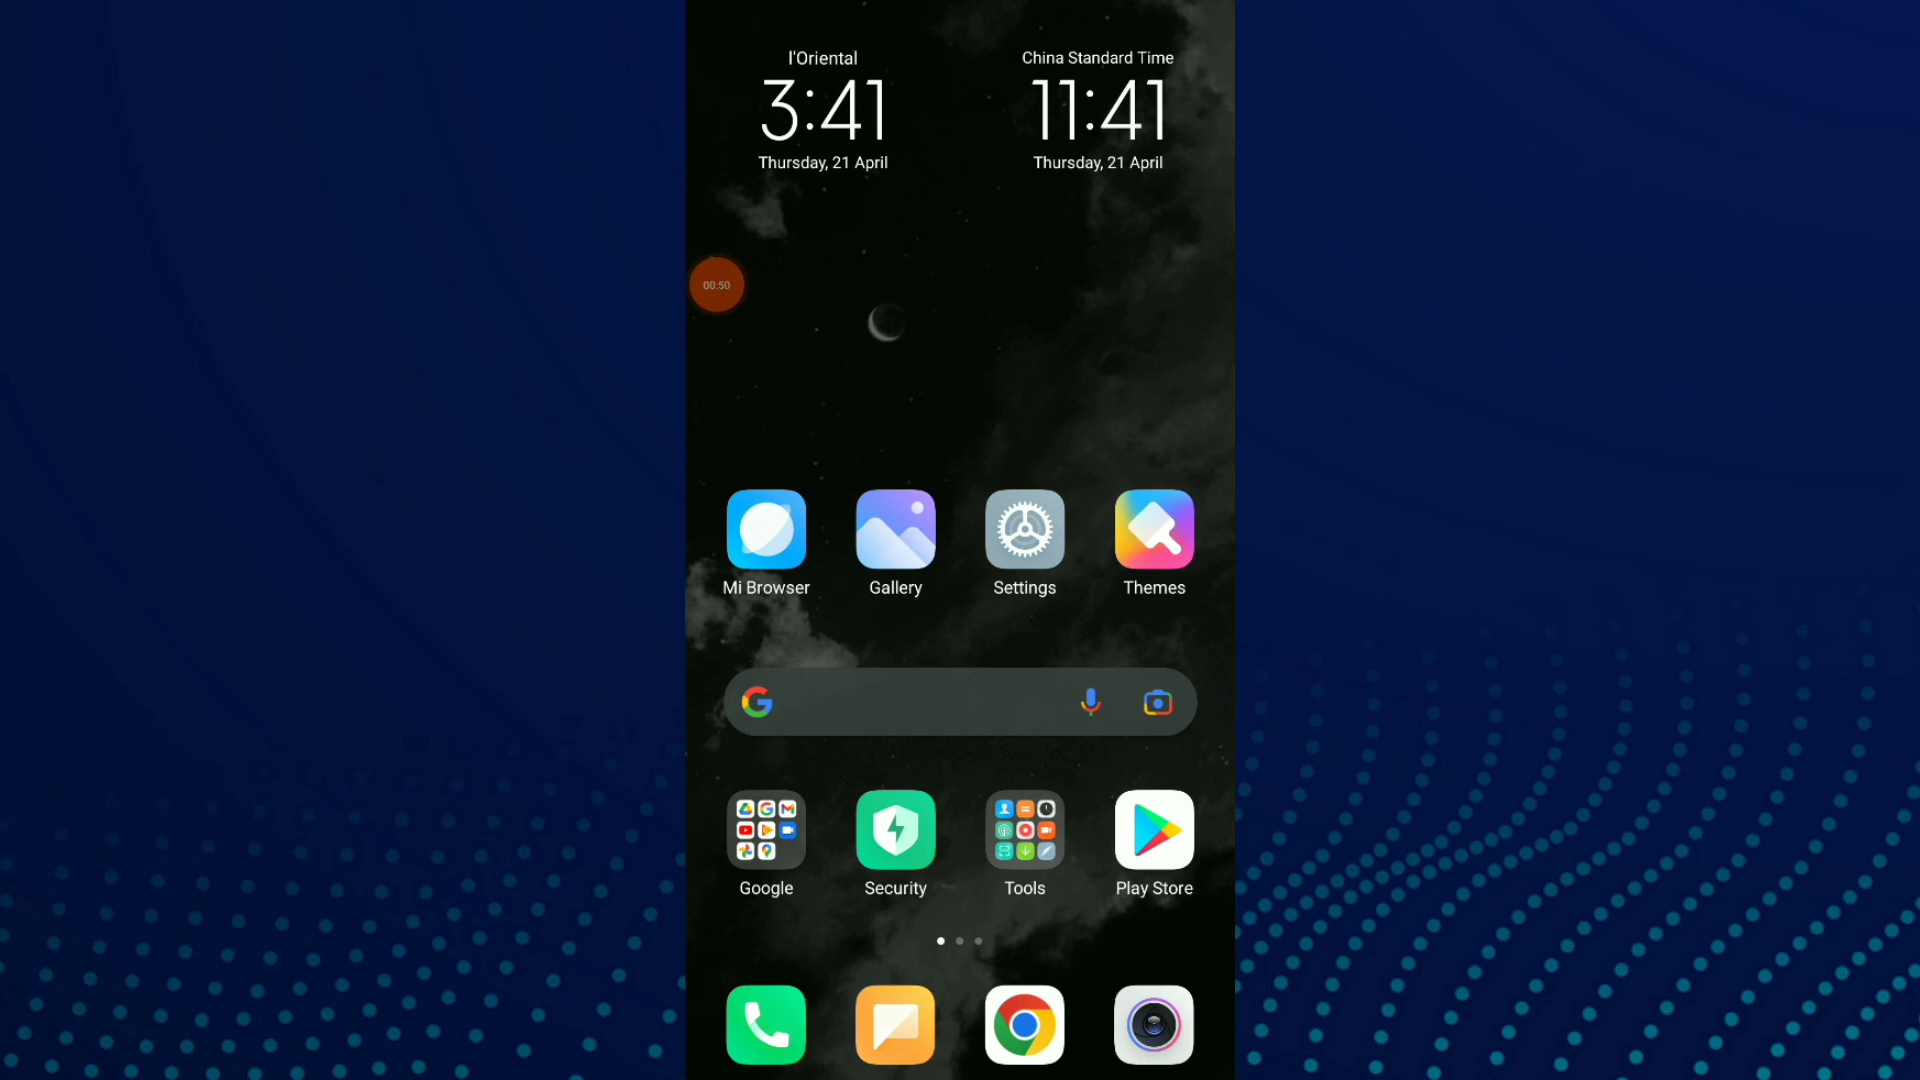 l'Oriental
3:41
Thursday, 21 April
China Standard Time
11:41
Thursday, 21 April
00:50
Mi Browser
Gallery
Settings
Themes
Google
Security
Tools
Play Store